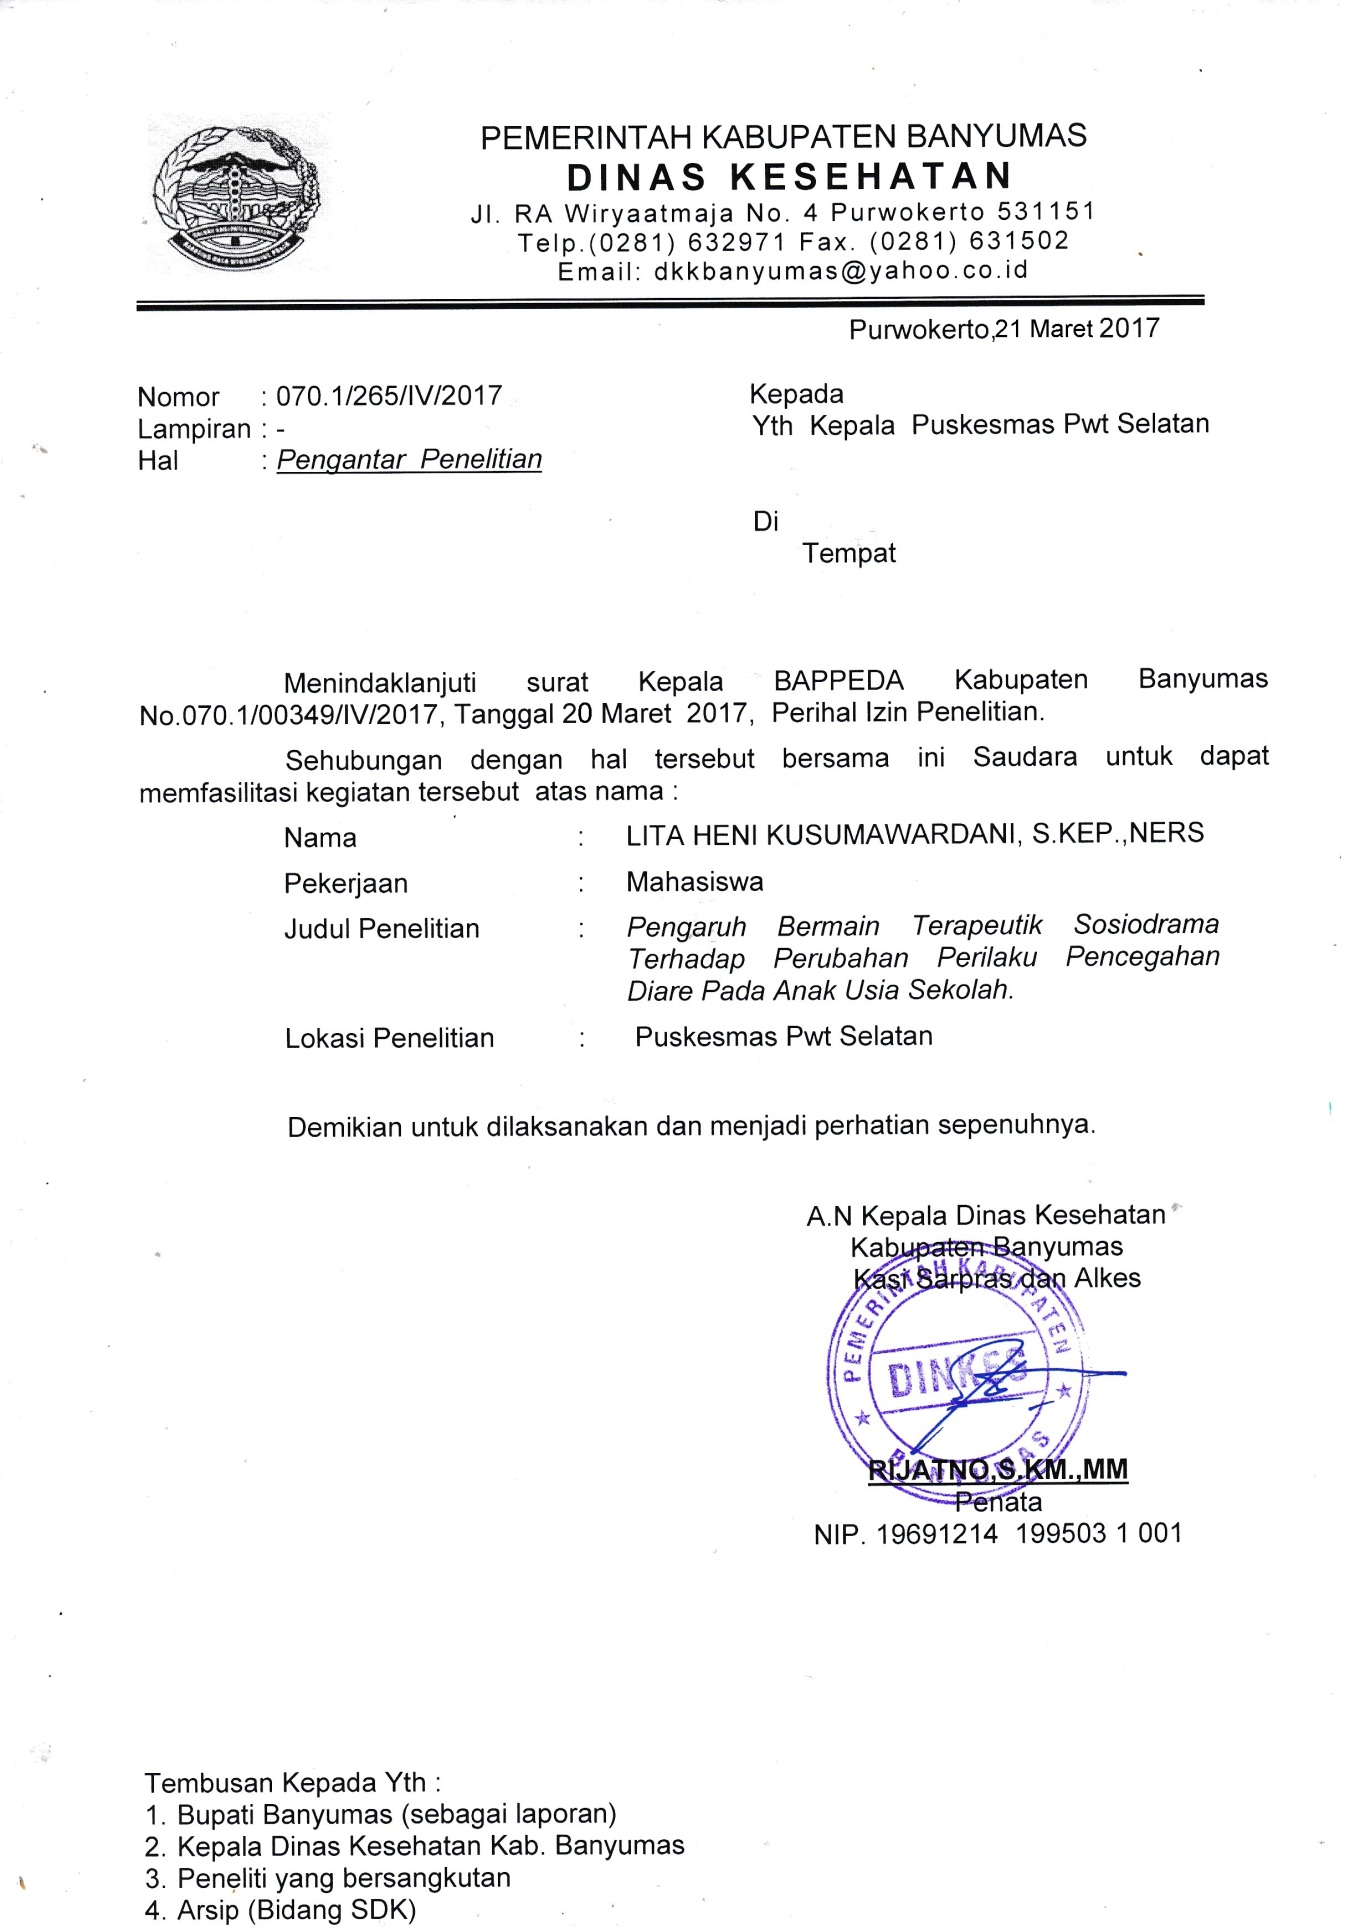 PEMERINTAH KABUPATEN BANYUMAS
DINAS KESEHATAN
Jl. RA Wiryaatmaja No. 4 Purwokerto 531151
Telp.(0281) 632971 Fax. (0281) 631502
Email: dkkbanyumas@yahoo.co.id
Purwokerto,21 Maret 2017
Nomor : 070.1/265/IV/2017
Lampiran : -
Hal : Pengantar Penelitian
Kepada
Yth Kepala Puskesmas Pwt Selatan
Di
Tempat
Menindaklanjuti surat Kepala BAPPEDA Kabupaten Banyumas
No.070.1/00349/IV/2017, Tanggal 20 Maret 2017, Perihal Izin Penelitian.
Sehubungan dengan hal tersebut bersama ini Saudara untuk dapat
memfasilitasi kegiatan tersebut atas nama :
Nama : LITA HENI KUSUMAWARDANI, S.KEP.,NERS
Pekerjaan : Mahasiswa
Judul Penelitian : Pengaruh Bermain Terapeutik Sosiodrama
Terhadap Perubahan Perilaku Pencegahan
Diare Pada Anak Usia Sekolah.
Lokasi Penelitian : Puskesmas Pwt Selatan
Demikian untuk dilaksanakan dan menjadi perhatian sepenuhnya.
A.N Kepala Dinas Kesehatan
Kabupaten Banyumas
Kasi Sarpras dan Alkes
PEMERINTAH KABUPATEN
DINKES
BANYUMAS
RIJATNO,S.KM.,MM
Penata
NIP. 19691214 199503 1 001
Tembusan Kepada Yth :
1. Bupati Banyumas (sebagai laporan)
2. Kepala Dinas Kesehatan Kab. Banyumas
3. Peneliti yang bersangkutan
4. Arsip (Bidang SDK)